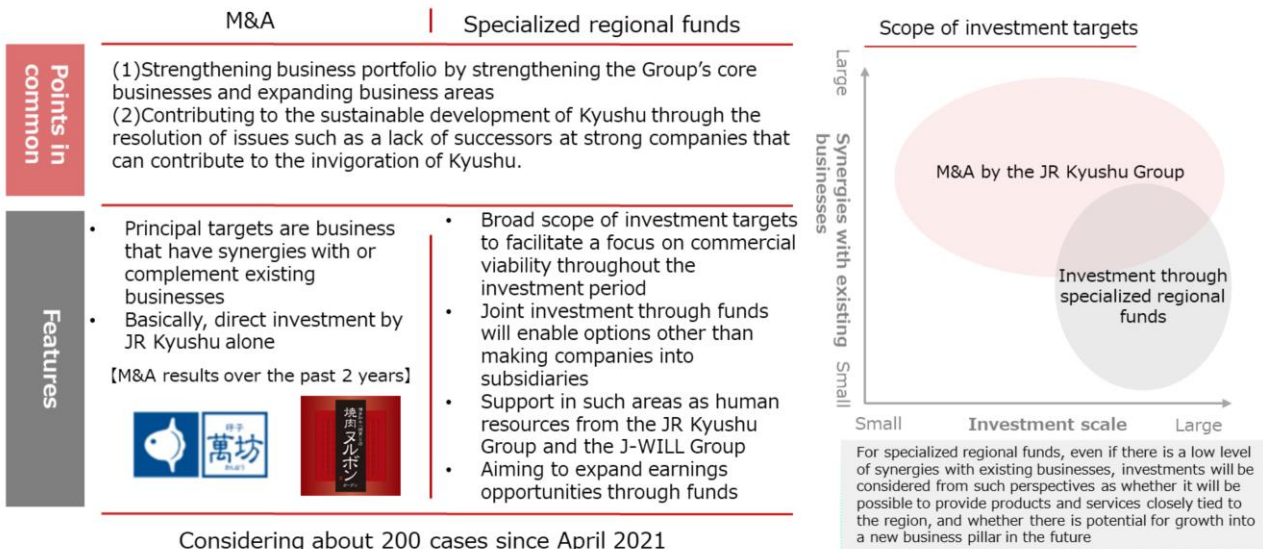 M&A
Specialized regional funds
Points in
common
(1)Strengthening business portfolio by strengthening the Group's core
businesses and expanding business areas
(2)Contributing to the sustainable development of Kyushu through the
resolution of issues such as a lack of successors at strong companies that
can contribute to the invigoration of Kyushu.
Features
• Principal targets are business
that have synergies with or
complement existing
businesses
• Basically, direct investment by
JR Kyushu alone
【M&A results over the past 2 years】
呼子
萬坊
まんぼう
焼肉
ヌルボン
ガーデン
• Broad scope of investment targets
to facilitate a focus on commercial
viability throughout the
investment period
• Joint investment through funds
will enable options other than
making companies into
subsidiaries
• Support in such areas as human
resources from the JR Kyushu
Group and the J-WILL Group
• Aiming to expand earnings
opportunities through funds
Considering about 200 cases since April 2021
Scope of investment targets
Large
Synergies with existing
businesses
Small
M&A by the JR Kyushu Group
Investment through
specialized regional
funds
Small
Investment scale
Large
For specialized regional funds, even if there is a low level
of synergies with existing businesses, investments will be
considered from such perspectives as whether it will be
possible to provide products and services closely tied to
the region, and whether there is potential for growth into
a new business pillar in the future